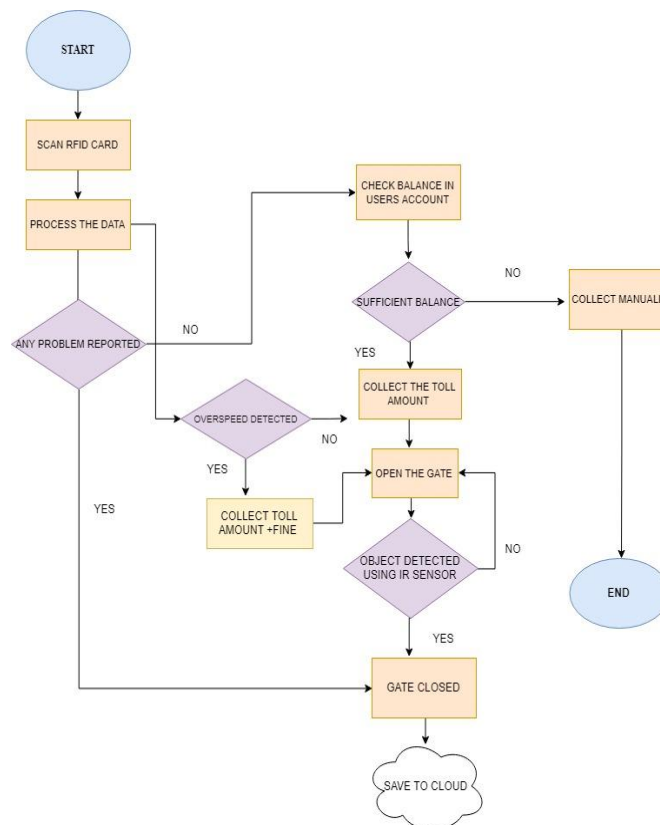 START
SCAN RFID CARD
PROCESS THE DATA
CHECK BALANCE IN
USERS ACCOUNT
NO
SUFFICIENT BALANCE
COLLECT MANUALL
NO
ANY PROBLEM REPORTED
YES
COLLECT THE TOLL
AMOUNT
OVERSPEED DETECTED
NO
YES
OPEN THE GATE
YES
COLLECT TOLL
AMOUNT +FINE
NO
OBJECT DETECTED
USING IR SENSOR
END
YES
GATE CLOSED
SAVE TO CLOUD